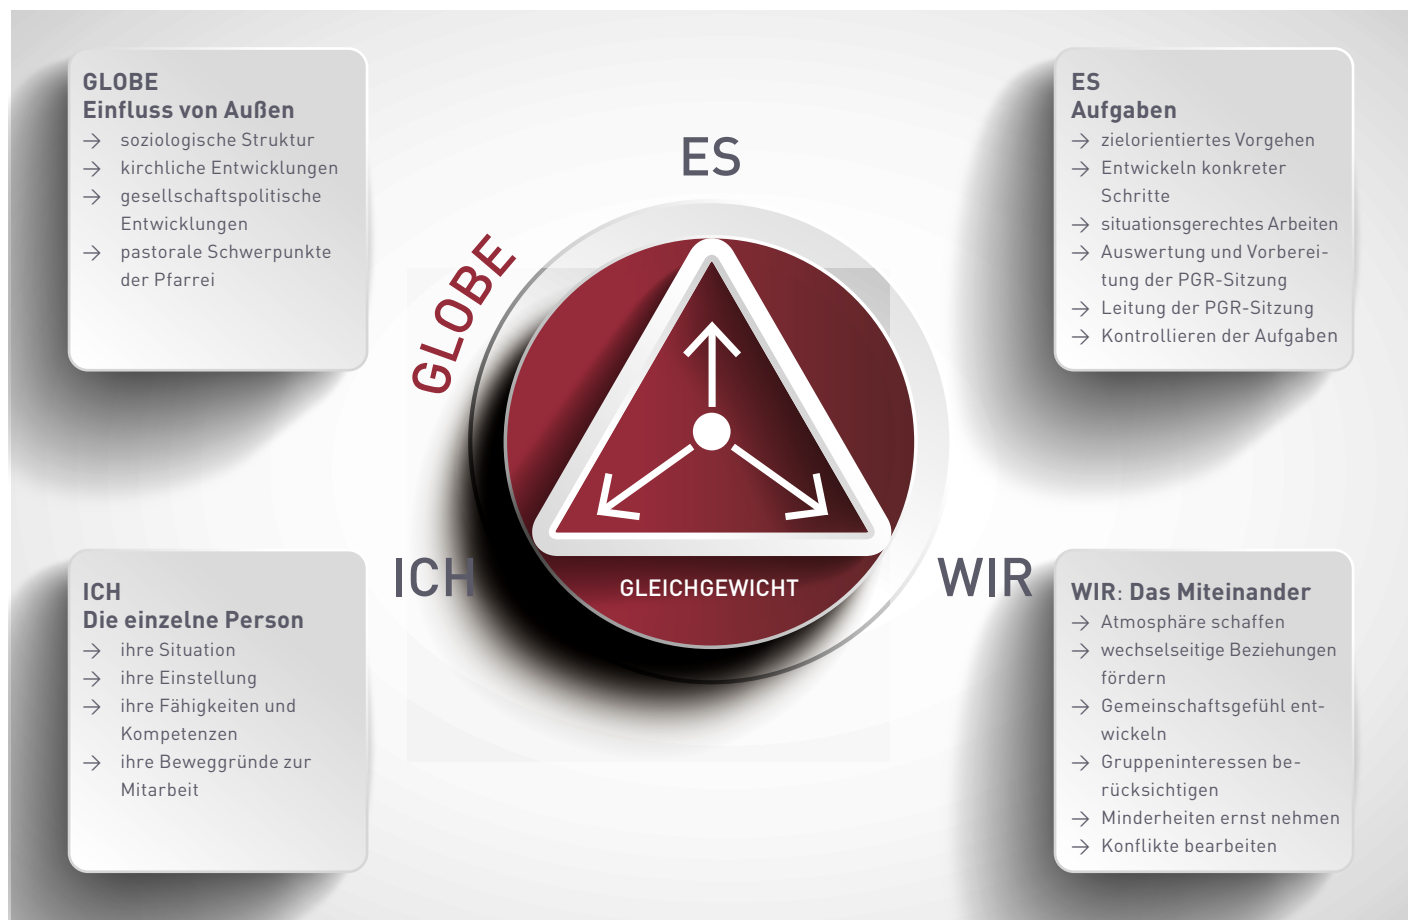 GLOBE
Einfluss von Außen
→ soziologische Struktur
→ kirchliche Entwicklungen
→ gesellschaftspolitische
Entwicklungen
→ pastorale Schwerpunkte
der Pfarrei
ES
GLOBE
ICH
WIR
GLEICHGEWICHT
ES
Aufgaben
→ zielorientiertes Vorgehen
→ Entwickeln konkreter
Schritte
→ situationsgerechtes Arbeiten
→ Auswertung und Vorberei-
tung der PGR-Sitzung
→ Leitung der PGR-Sitzung
→ Kontrollieren der Aufgaben
ICH
Die einzelne Person
→ ihre Situation
→ ihre Einstellung
→ ihre Fähigkeiten und
Kompetenzen
→ ihre Beweggründe zur
Mitarbeit
WIR: Das Miteinander
→ Atmosphäre schaffen
→ wechselseitige Beziehungen
fördern
→ Gemeinschaftsgefühl ent-
wickeln
→ Gruppeninteressen be-
rücksichtigen
→ Minderheiten ernst nehmen
→ Konflikte bearbeiten